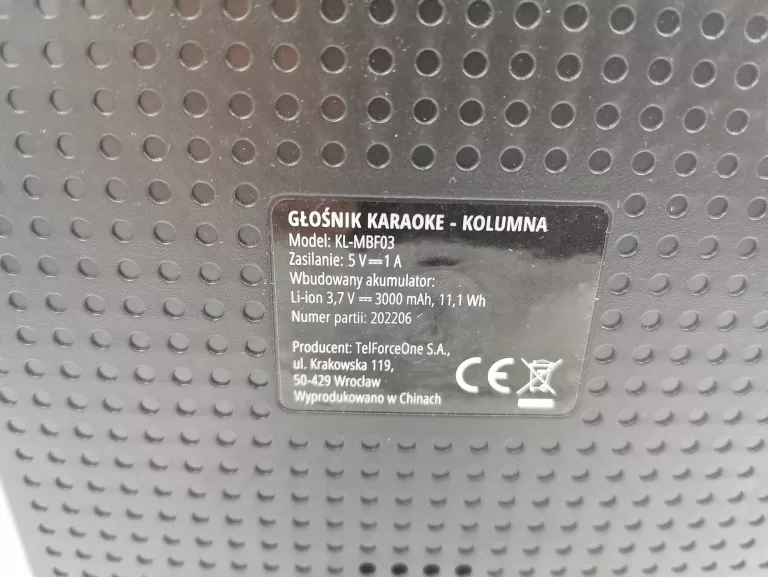 GŁOŚNIK KARAOKE - KOLUMNA
Model: KL-MBF03
Zasilanie: 5 V⎓1 A
Wbudowany akumulator:
Li-ion 3,7 V ⎓ 3000 mAh, 11,1 Wh
Numer partii: 202206
Producent: TelForceOne S.A.,
ul. Krakowska 119,
50-429 Wrocław
Wyprodukowano w Chinach
CE